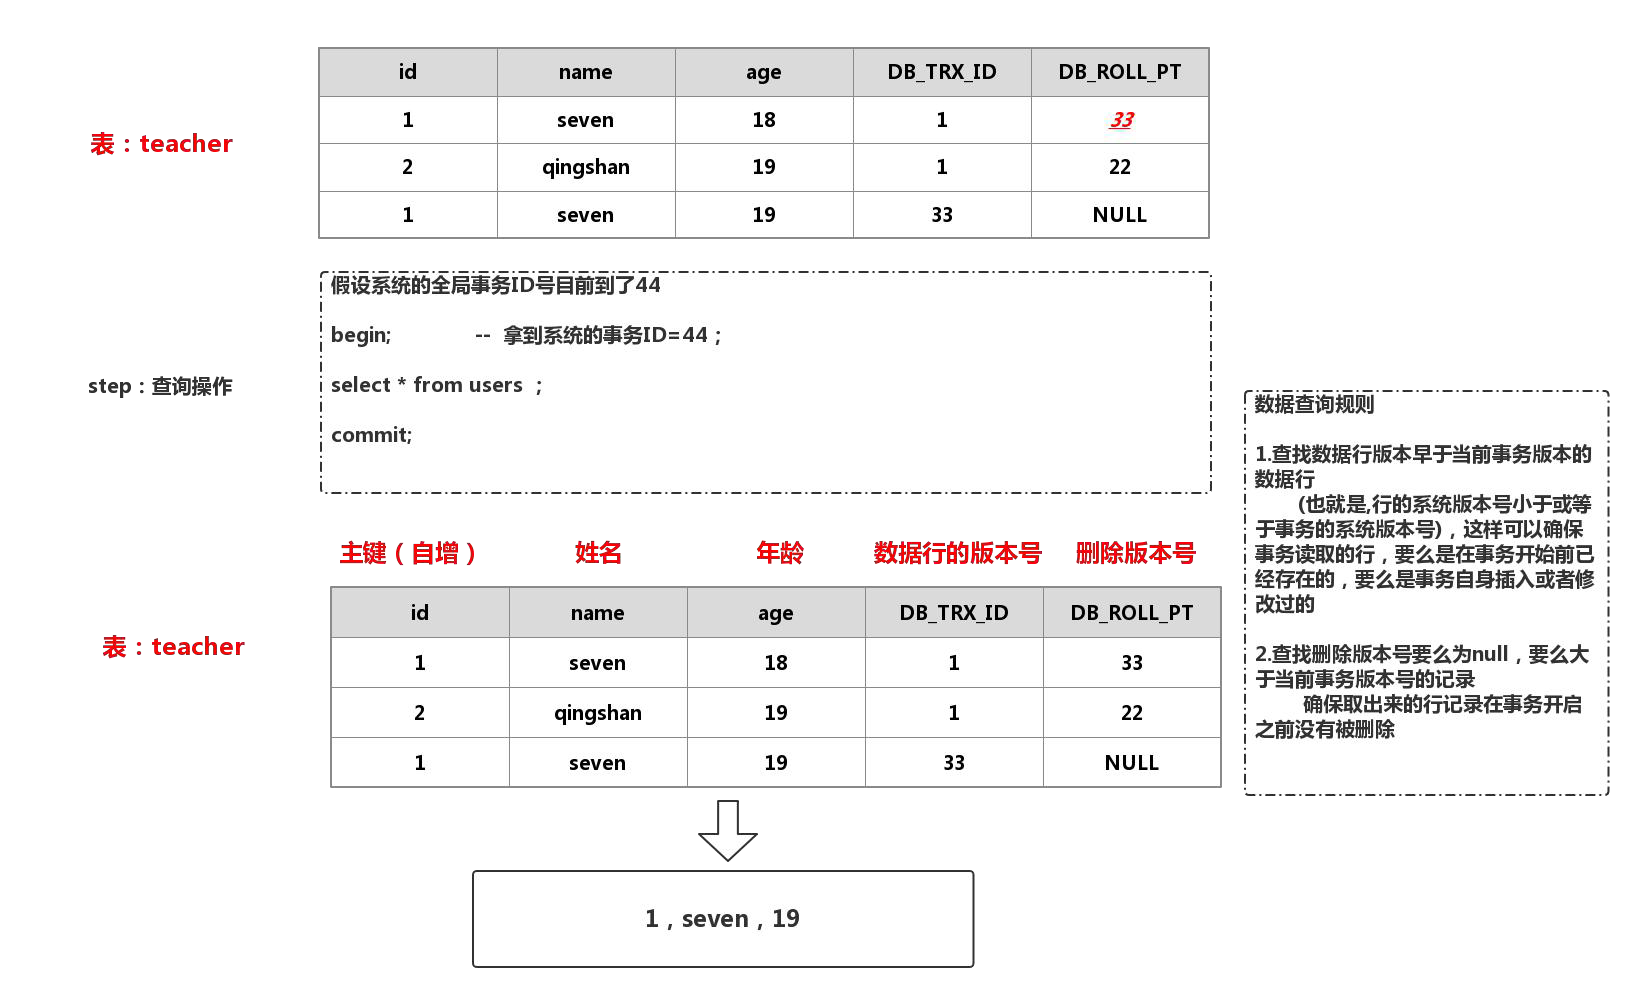 id name age DB_TRX_ID DB_ROLL_PT
1 seven 18 1 33
表：teacher
2 qingshan 19 1 22
1 seven 19 33 NULL
假设系统的全局事务ID号目前到了44
begin; -- 拿到系统的事务ID=44；
step：查询操作
select * from users ；
commit;
数据查询规则
1.查找数据行版本早于当前事务版本的
数据行
(也就是,行的系统版本号小于或等
于事务的系统版本号)，这样可以确保
事务读取的行，要么是在事务开始前已
经存在的，要么是事务自身插入或者修
改过的
2.查找删除版本号要么为null，要么大
于当前事务版本号的记录
确保取出来的行记录在事务开启
之前没有被删除
主键（自增） 姓名 年龄 数据行的版本号 删除版本号
id name age DB_TRX_ID DB_ROLL_PT
表：teacher
1 seven 18 1 33
2 qingshan 19 1 22
1 seven 19 33 NULL
1，seven，19